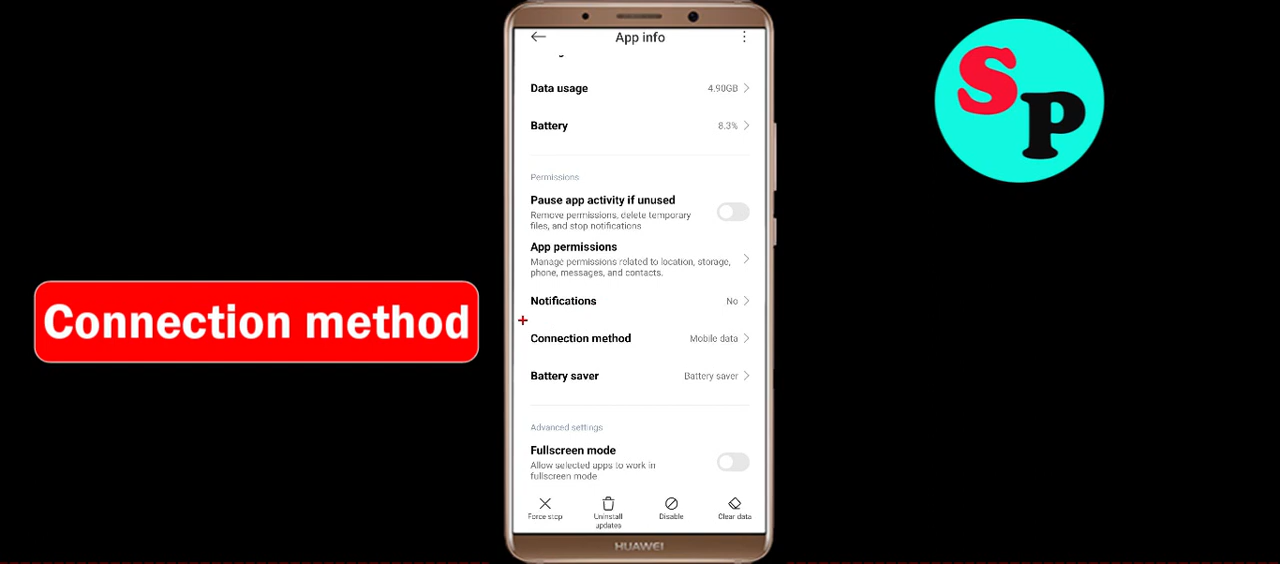 App info
Data usage 4.90GB
Battery 8.3%
Permissions
Pause app activity if unused
Remove permissions, delete temporary
files, and stop notifications
App permissions
Manage permissions related to location, storage,
phone, messages, and contacts.
Notifications No
Connection method Mobile data
Battery saver Battery saver
Advanced settings
Fullscreen mode
Allow selected apps to work in
fullscreen mode
Force stop Uninstall updates Disable Clear data
HUAWEI
Connection method
SP